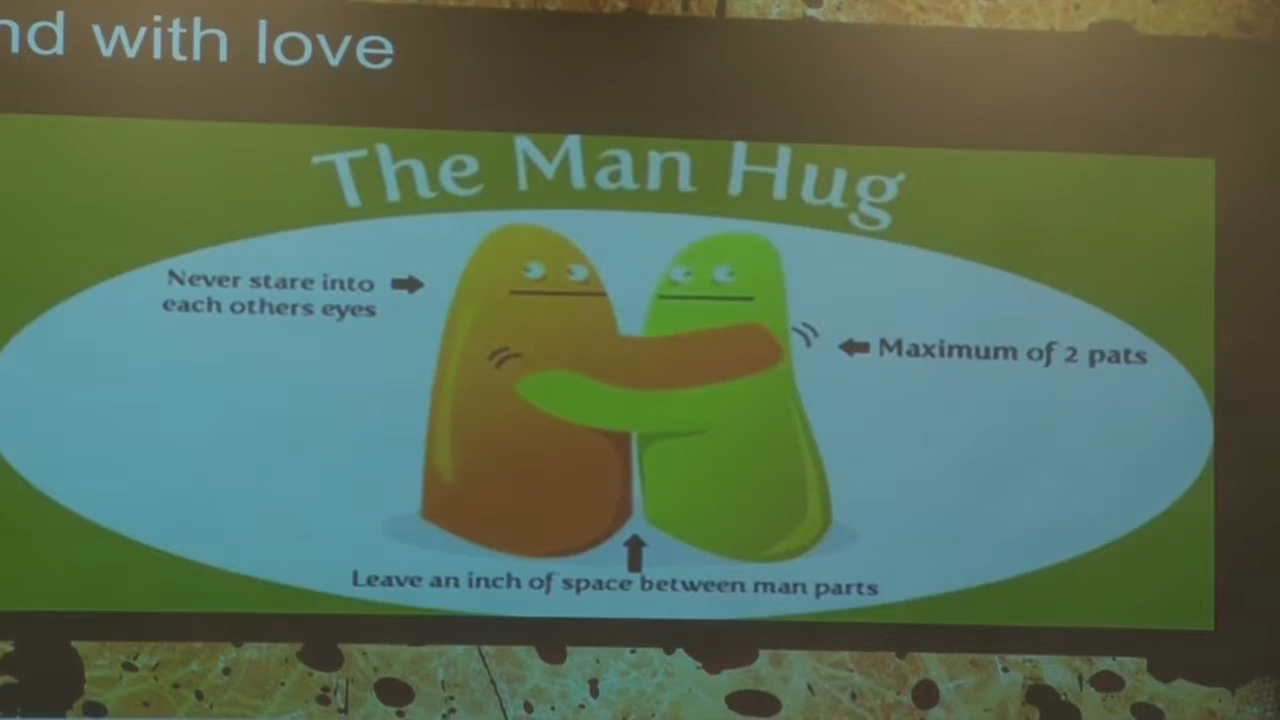 with love
The Man Hug
Never stare into
each others eyes
Maximum of 2 pats
Leave an inch of space between man parts